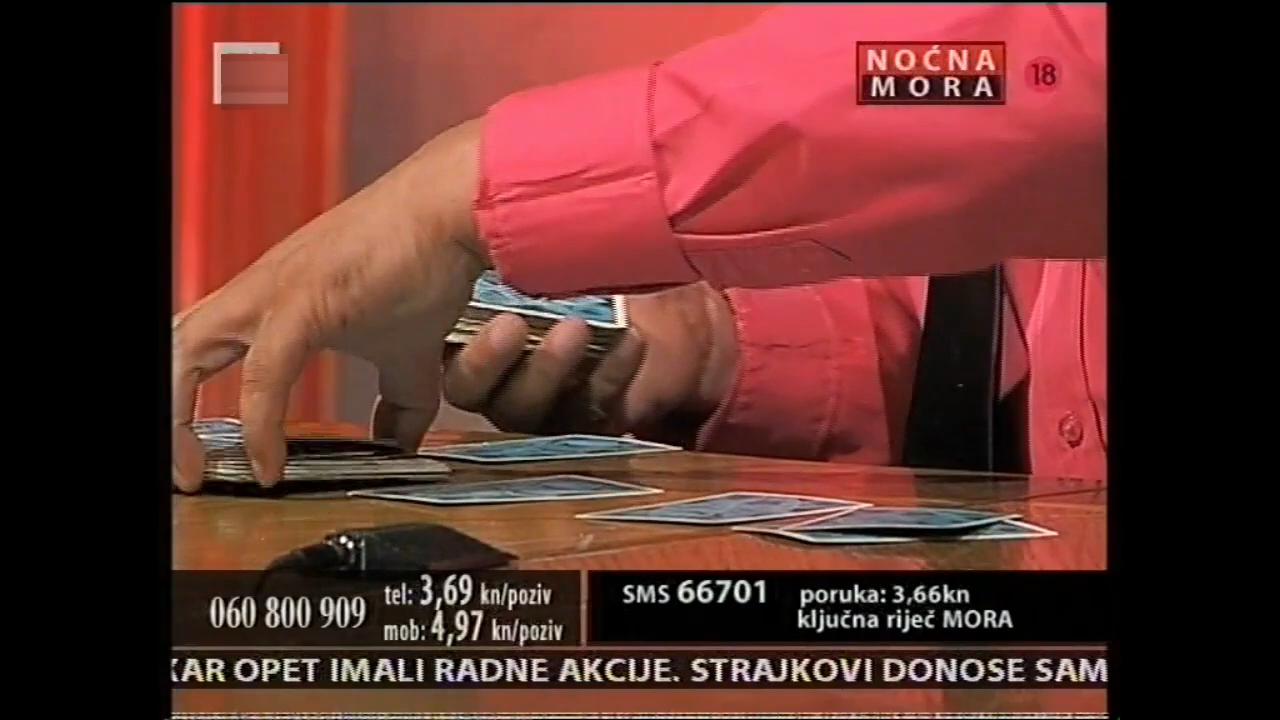 NOĆNA
MORA
18
060 800 909
tel: 3,69 kn/poziv
mob: 4,97 kn/poziv
SMS 66701
poruka: 3,66kn
ključna riječ MORA
KAR OPET IMALI RADNE AKCIJE. STRAJKOVI DONOSE SAM